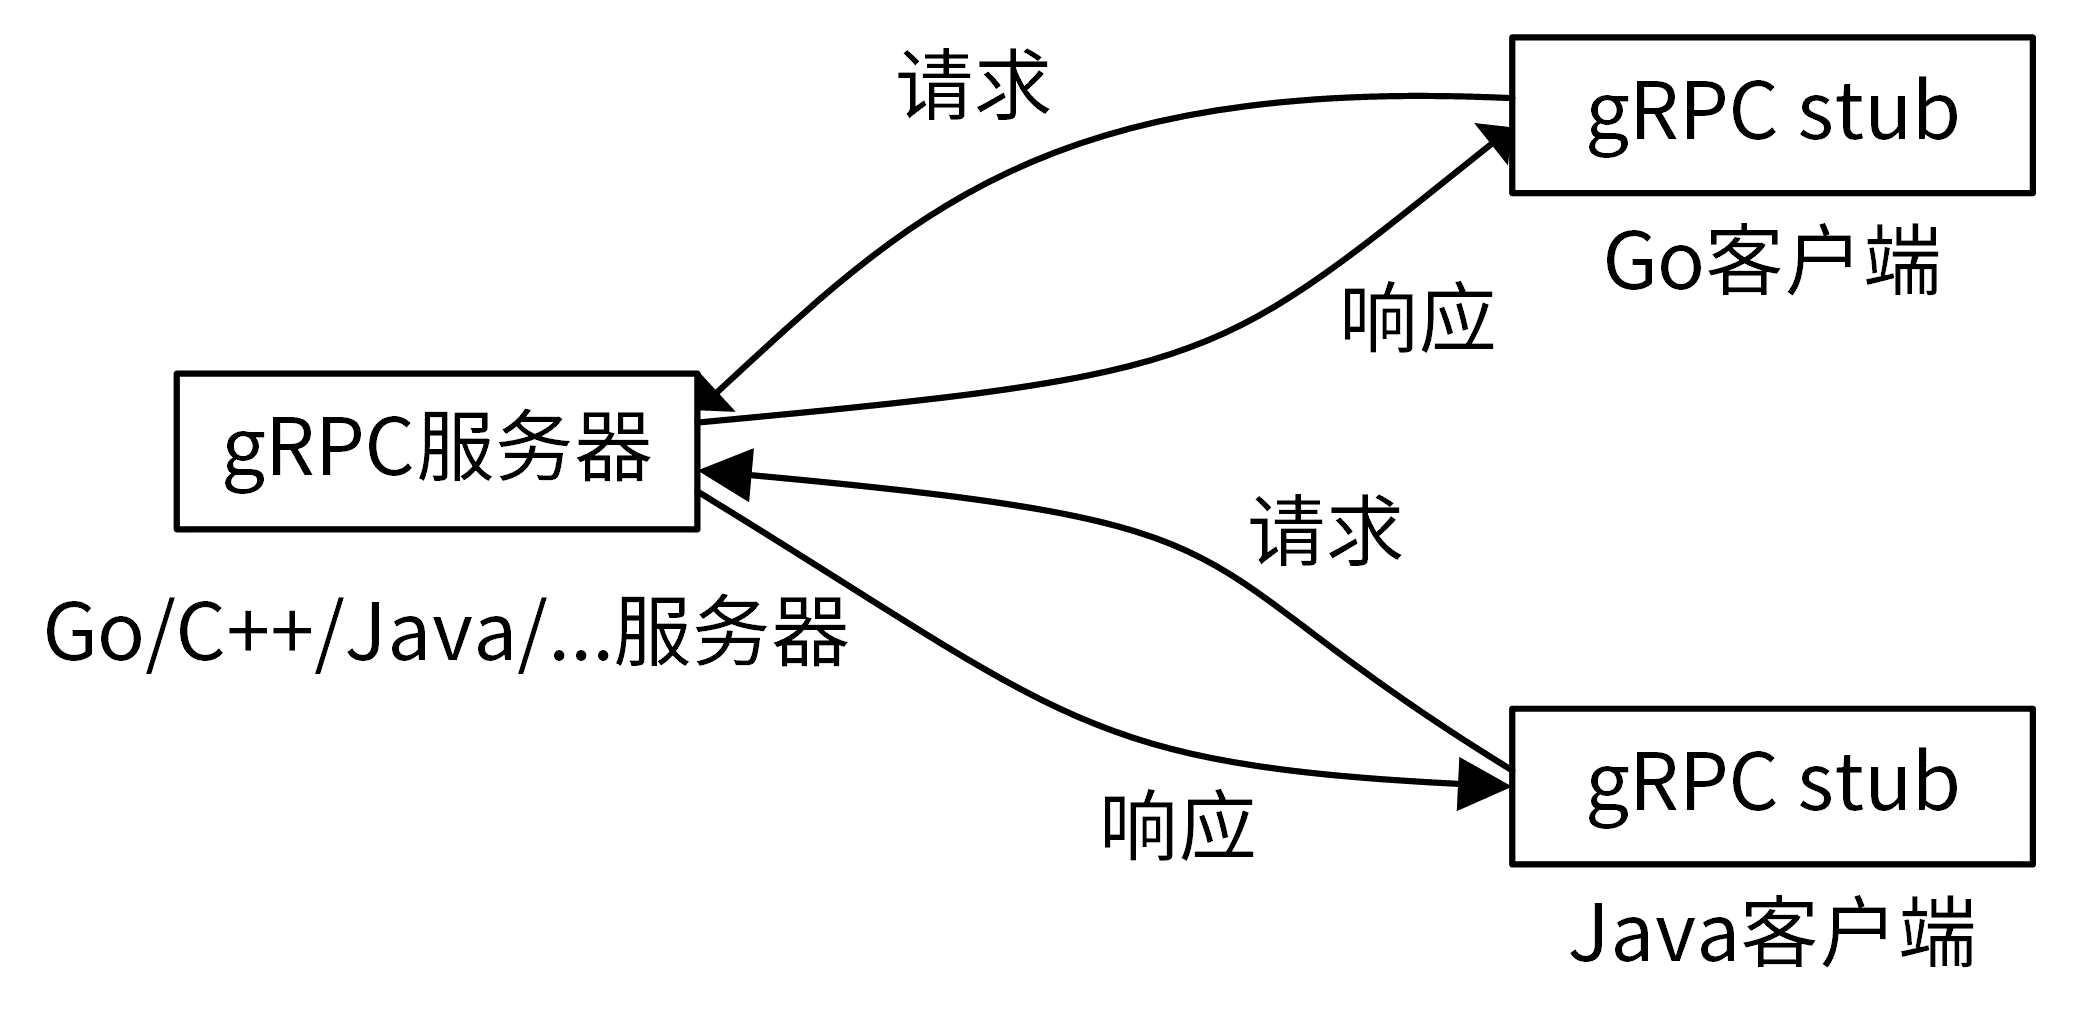 请求
gRPC stub
Go客户端
响应
gRPC服务器
Go/C++/Java/...服务器
请求
响应
gRPC stub
Java客户端